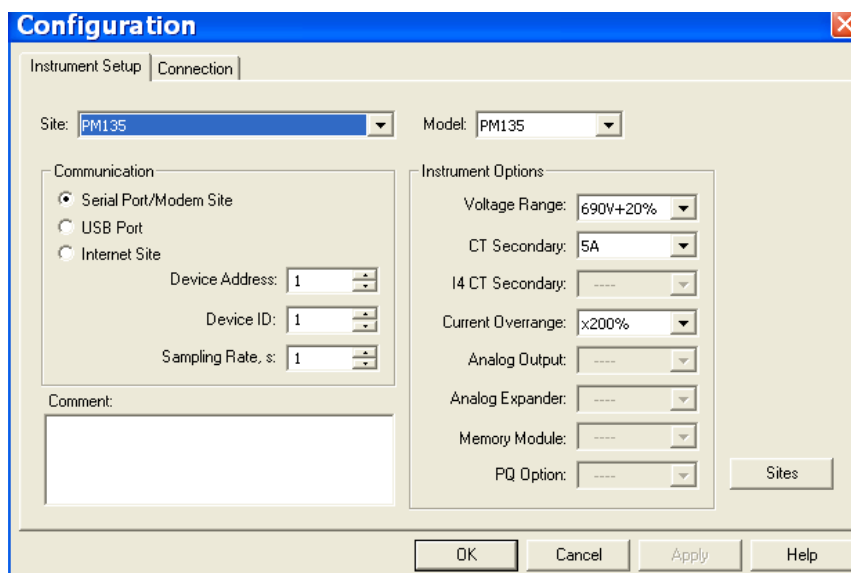 Configuration
Instrument Setup
Connection
Site: PM135
Model: PM135
Communication
Serial Port/Modem Site
USB Port
Internet Site
Device Address: 1
Device ID: 1
Sampling Rate, s: 1
Comment:
Instrument Options
Voltage Range: 690V+20%
CT Secondary: 5A
I4 CT Secondary: ----
Current Overrange: x200%
Analog Output: ----
Analog Expander: ----
Memory Module: ----
PQ Option: ----
Sites
OK
Cancel
Apply
Help